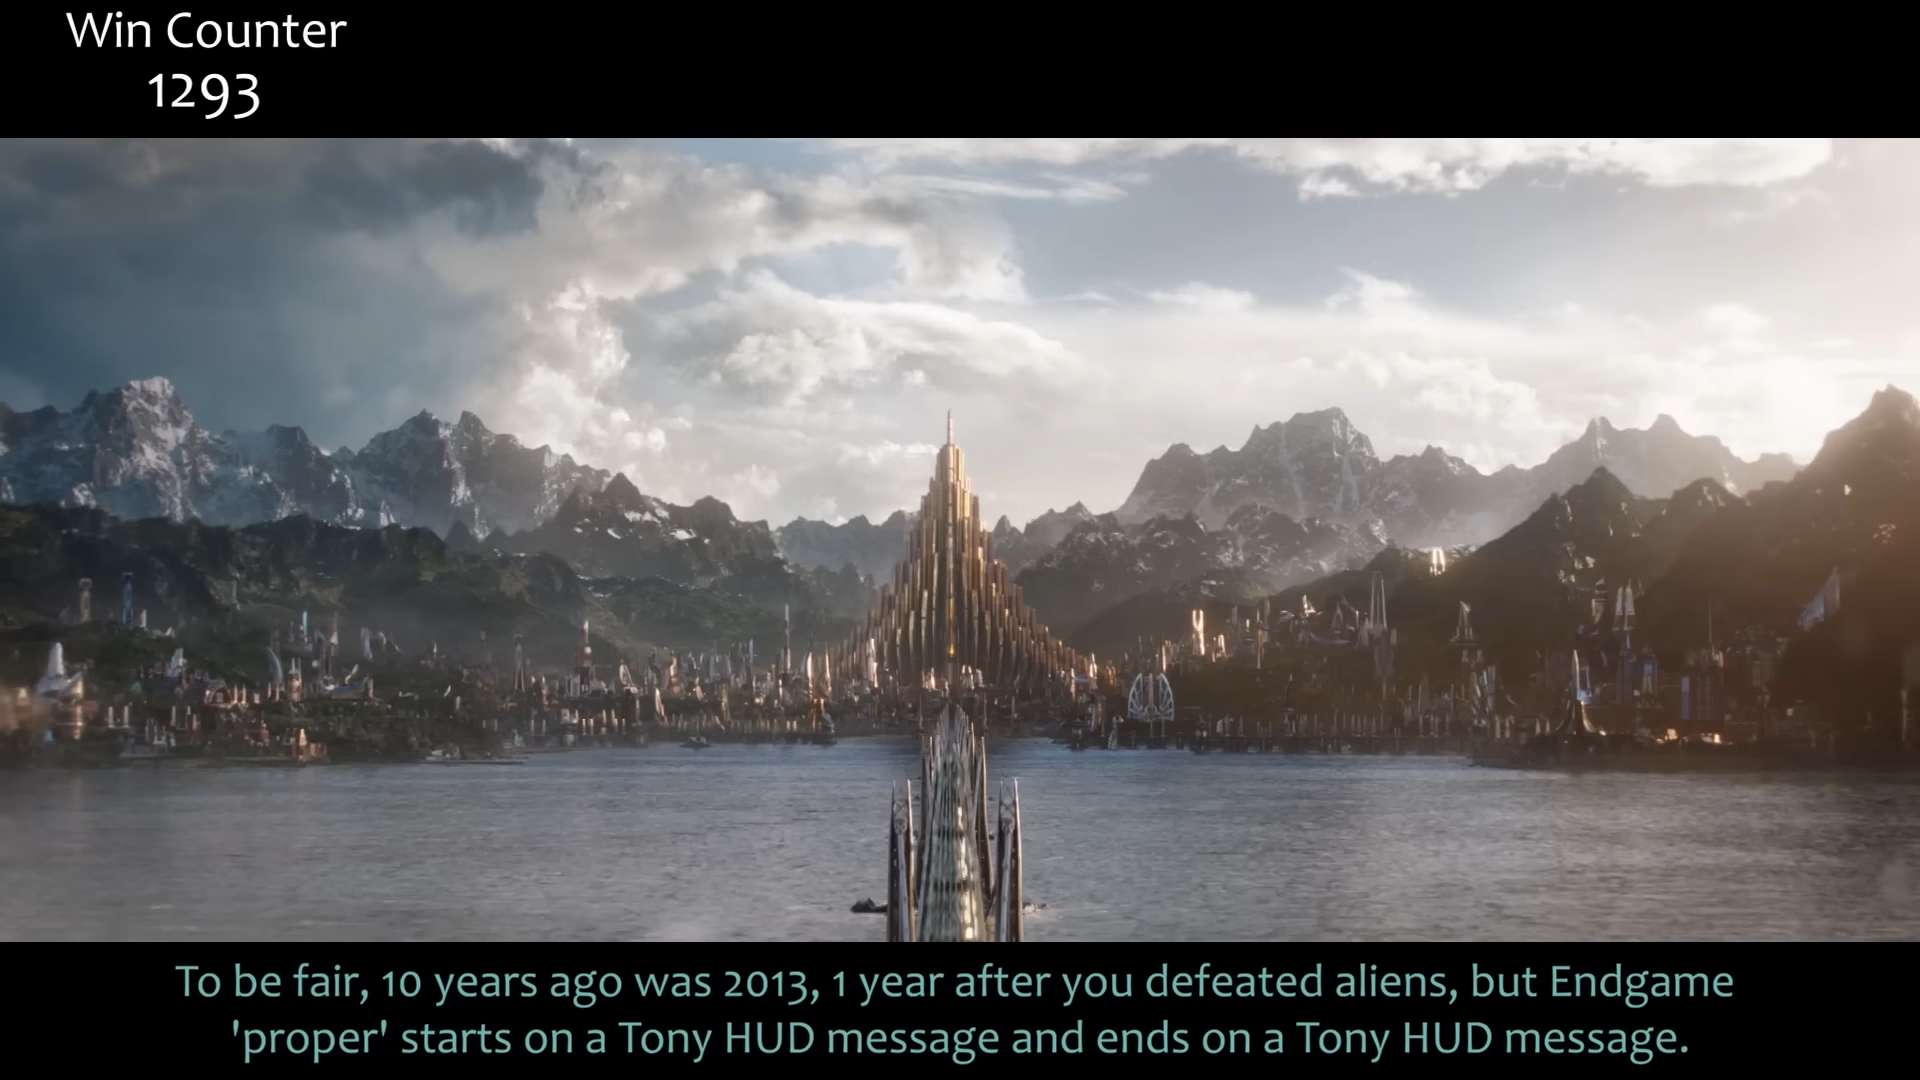 Win Counter
1293
To be fair, 10 years ago was 2013, 1 year after you defeated aliens, but Endgame
'proper' starts on a Tony HUD message and ends on a Tony HUD message.